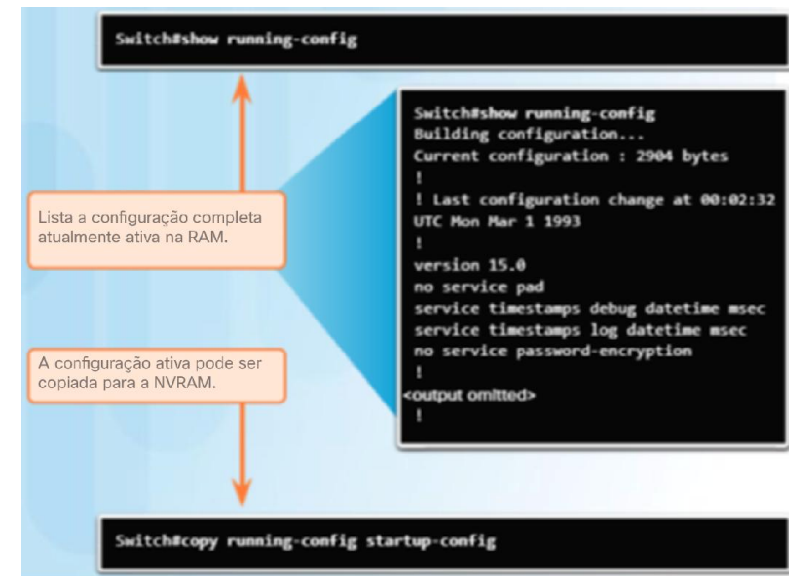 Switch#show running-config
Switch#show running-config
Building configuration...
Current configuration : 2904 bytes
!
! Last configuration change at 00:02:32
UTC Mon Mar 1 1993
!
version 15.0
no service pad
service timestamps debug datetime msec
service timestamps log datetime msec
no service password-encryption
!
<output omitted>
!
Lista a configuração completa
atualmente ativa na RAM.
A configuração ativa pode ser
copiada para a NVRAM.
Switch#copy running-config startup-config